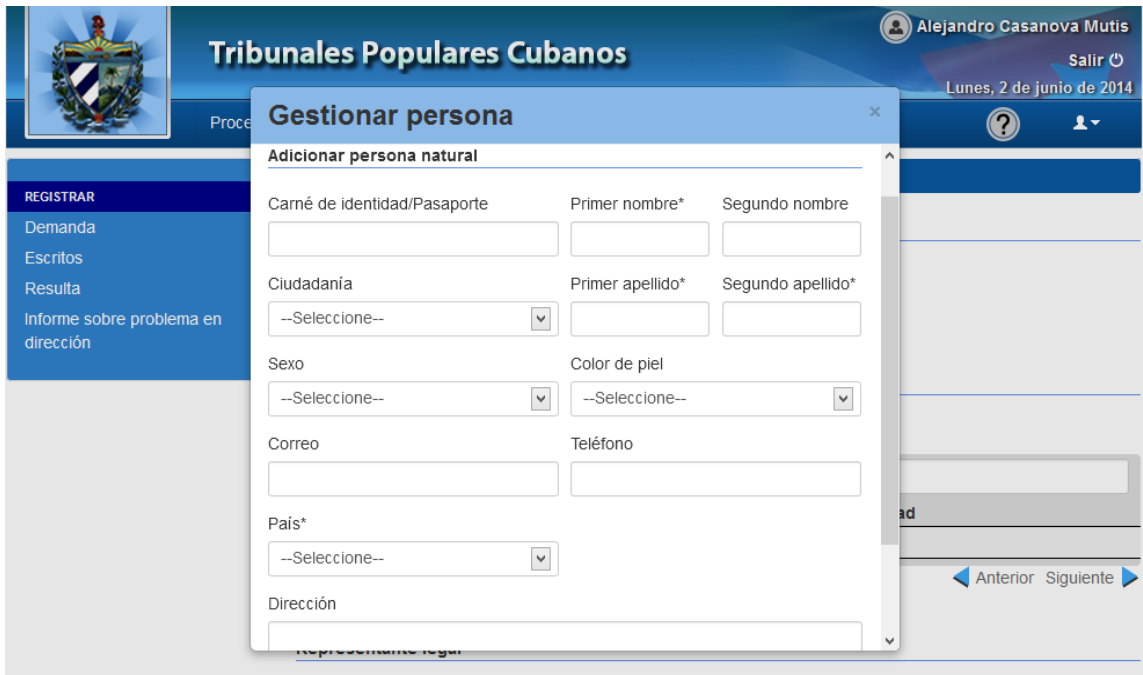 Alejandro Casanova Mutis
Tribunales Populares Cubanos
Salir
Lunes, 2 de junio de 2014
Proce
Gestionar persona
×
?
Adicionar persona natural
REGISTRAR
Demanda
Escritos
Resulta
Informe sobre problema en
dirección
Carné de identidad/Pasaporte Primer nombre* Segundo nombre
Ciudadanía Primer apellido* Segundo apellido*
--Seleccione--
Sexo Color de piel
--Seleccione-- --Seleccione--
Correo Teléfono
País*
--Seleccione--
ad
Anterior Siguiente
Dirección
Representante legal